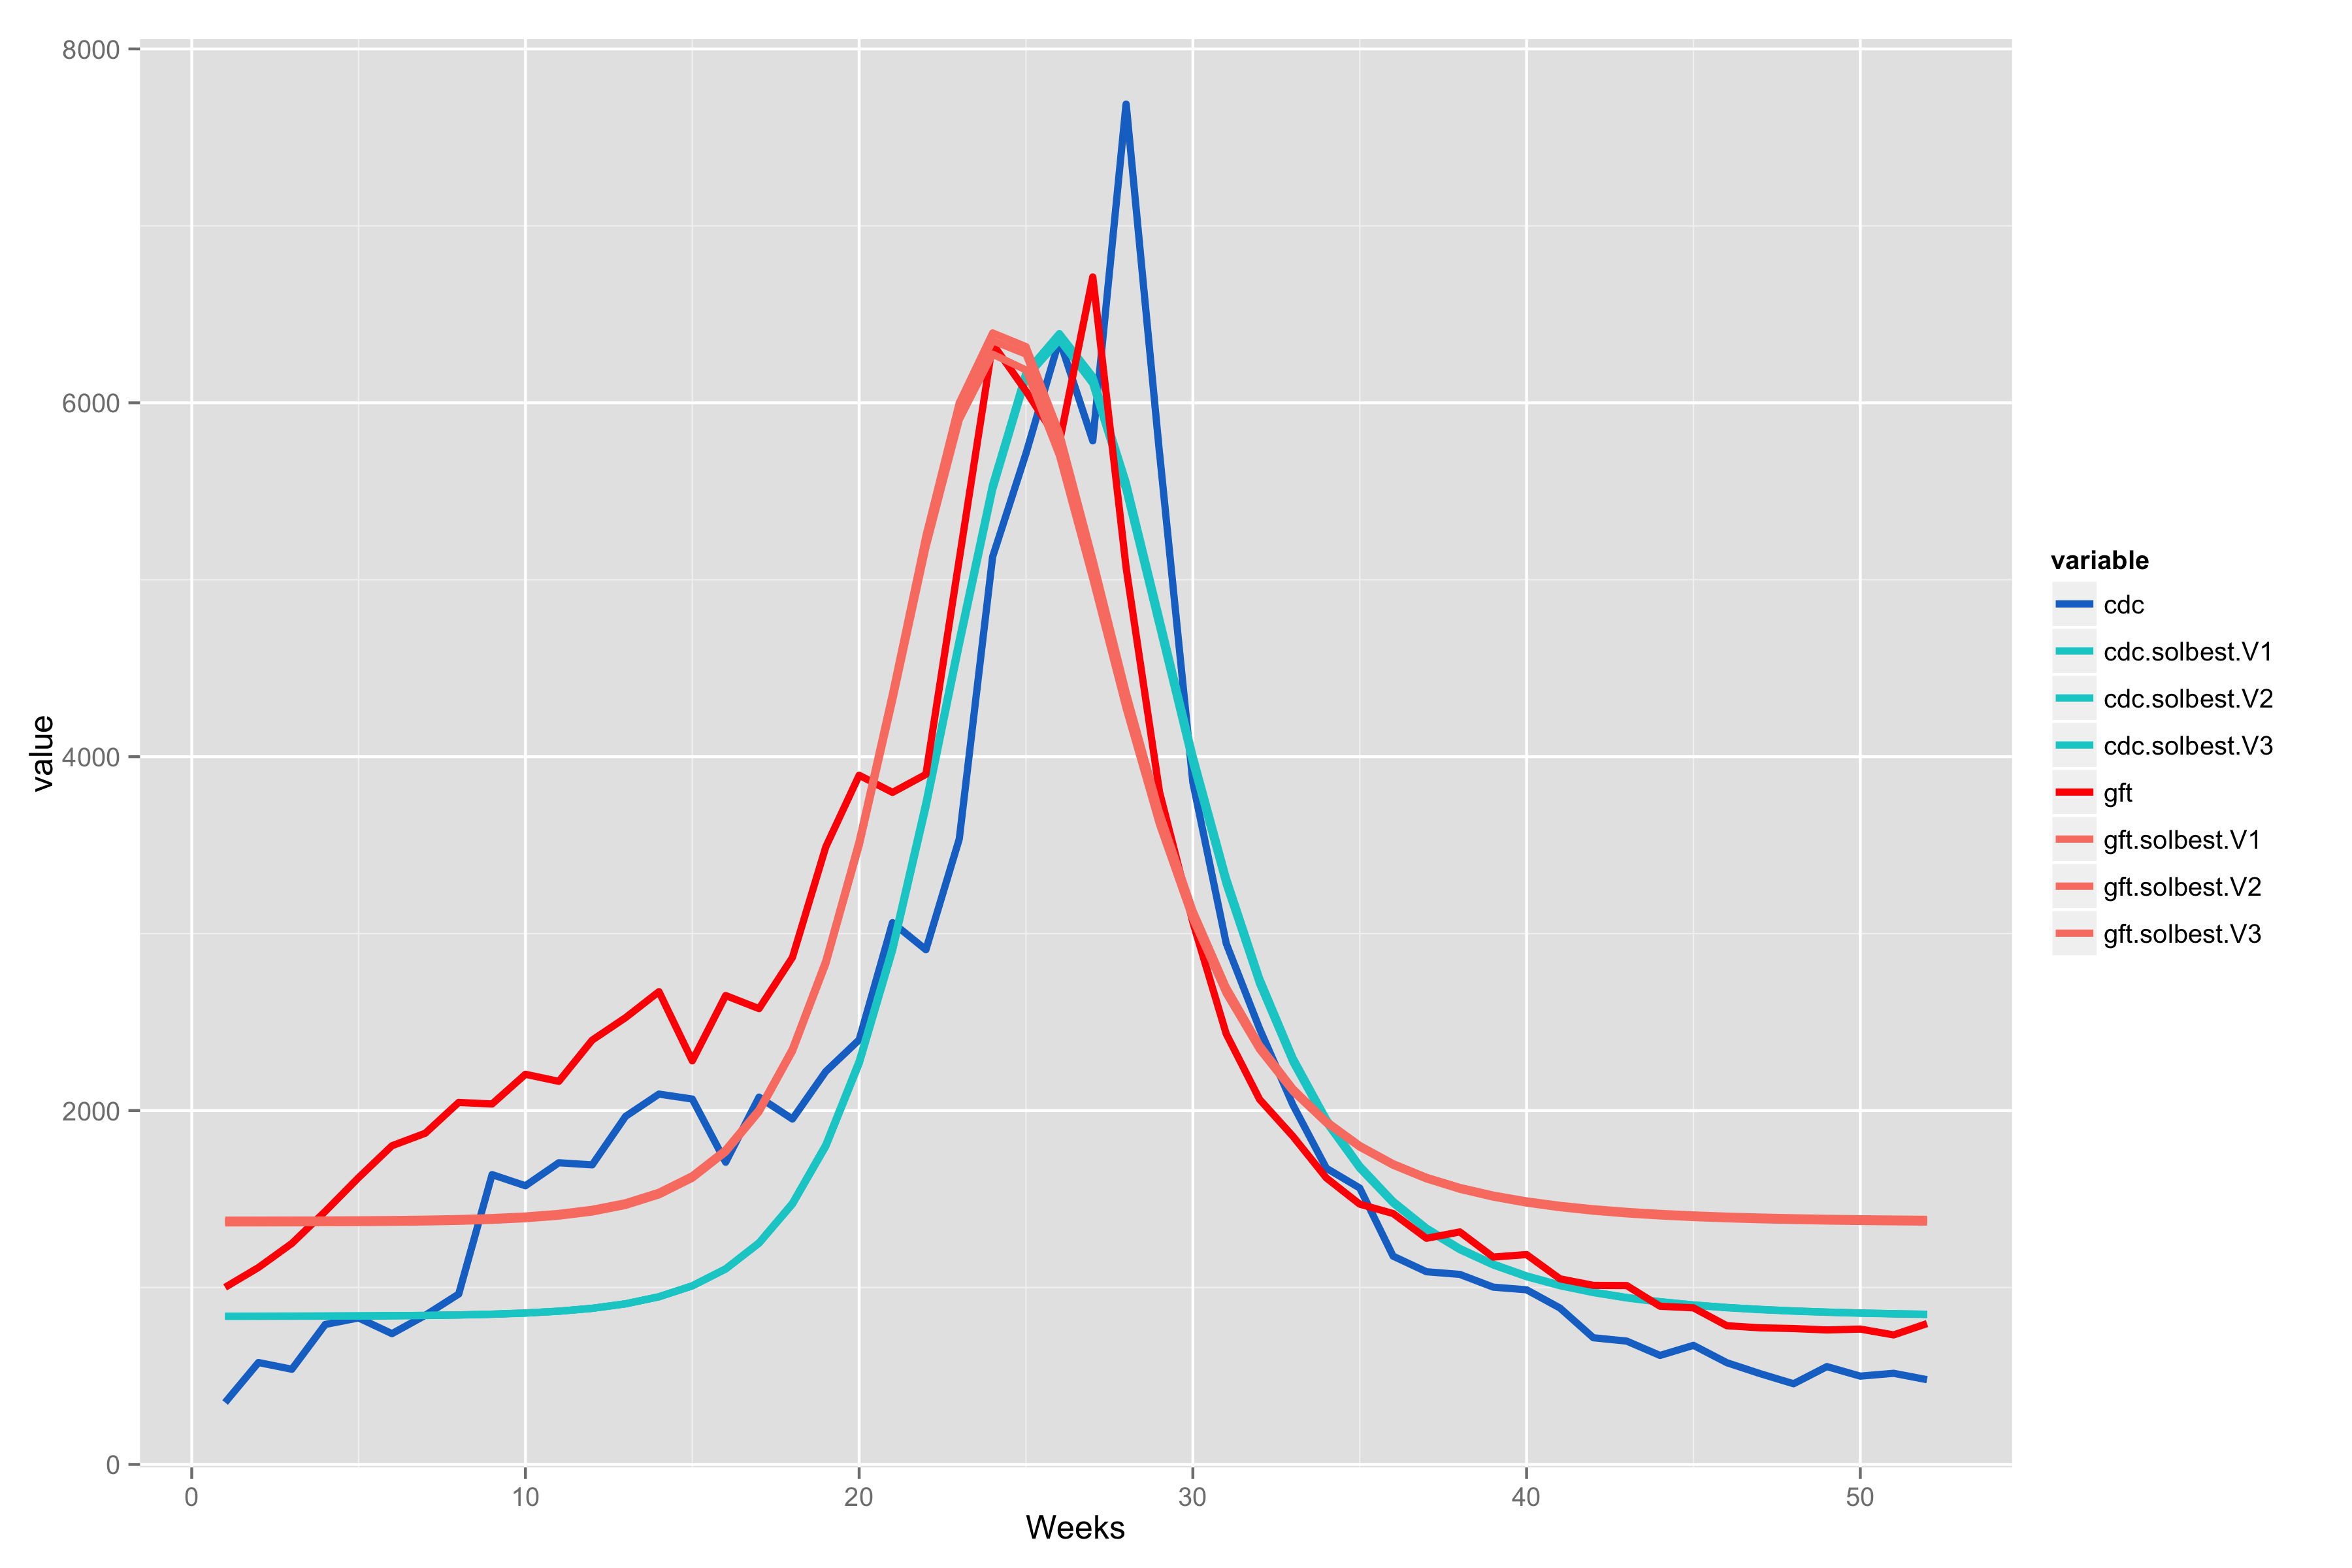 8000
6000
4000
2000
0
value
0 10 20 30 40 50
Weeks
variable
cdc
cdc.solbest.V1
cdc.solbest.V2
cdc.solbest.V3
gft
gft.solbest.V1
gft.solbest.V2
gft.solbest.V3